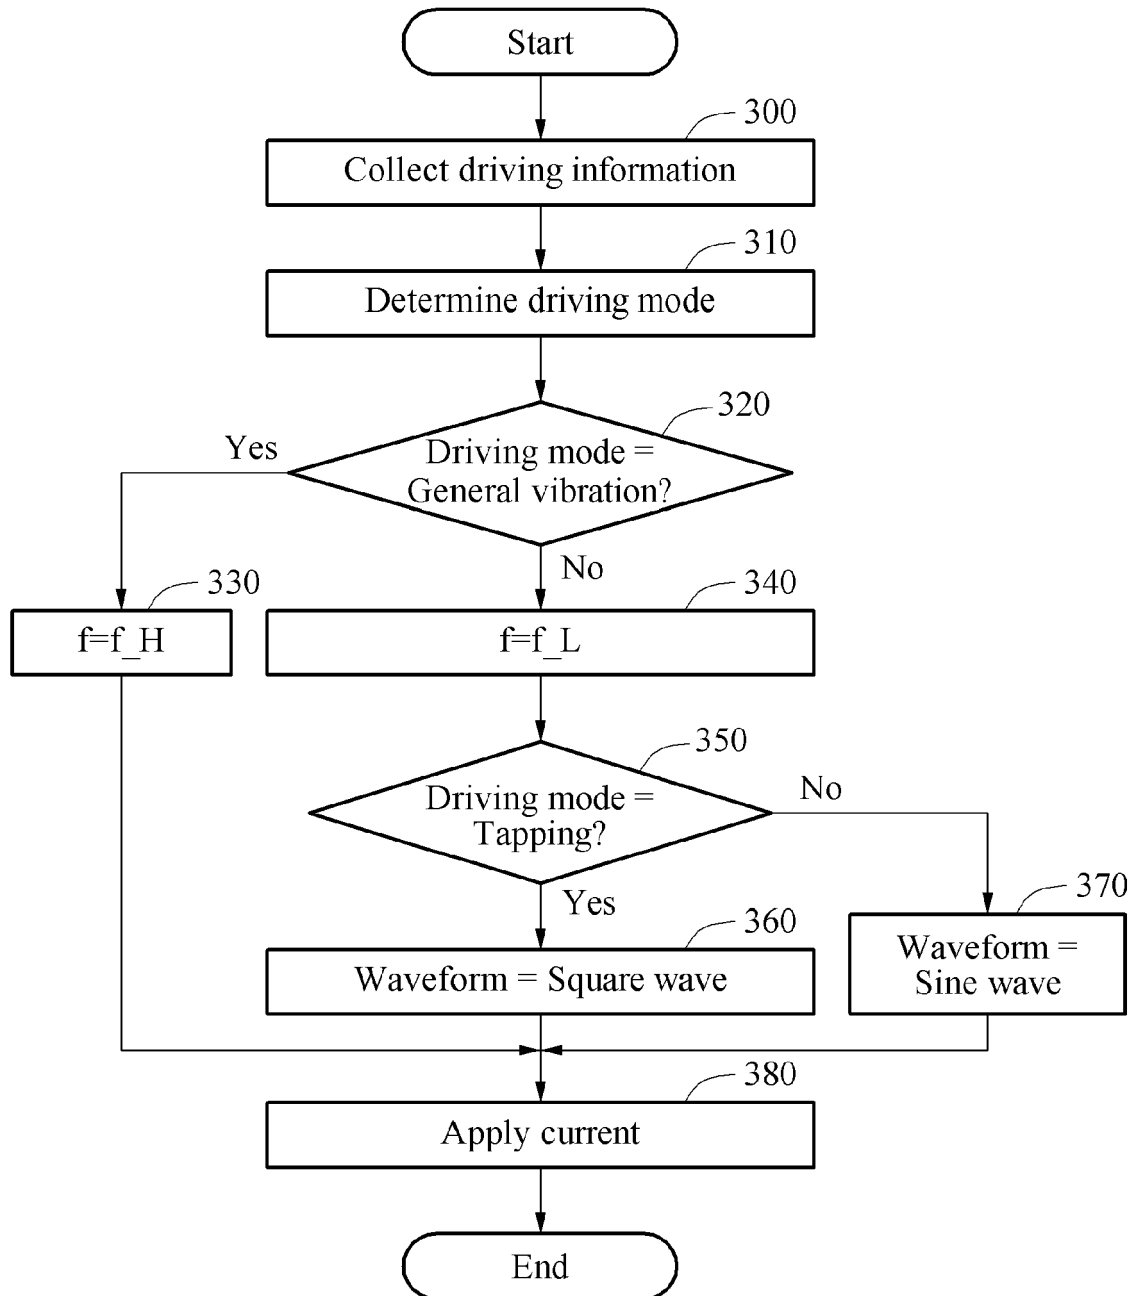 Start
300
Collect driving information
310
Determine driving mode
320
Yes
Driving mode =
General vibration?
No
330
f=f_H
340
f=f_L
350
Driving mode =
Tapping?
No
Yes
360
Waveform = Square wave
370
Waveform =
Sine wave
380
Apply current
End